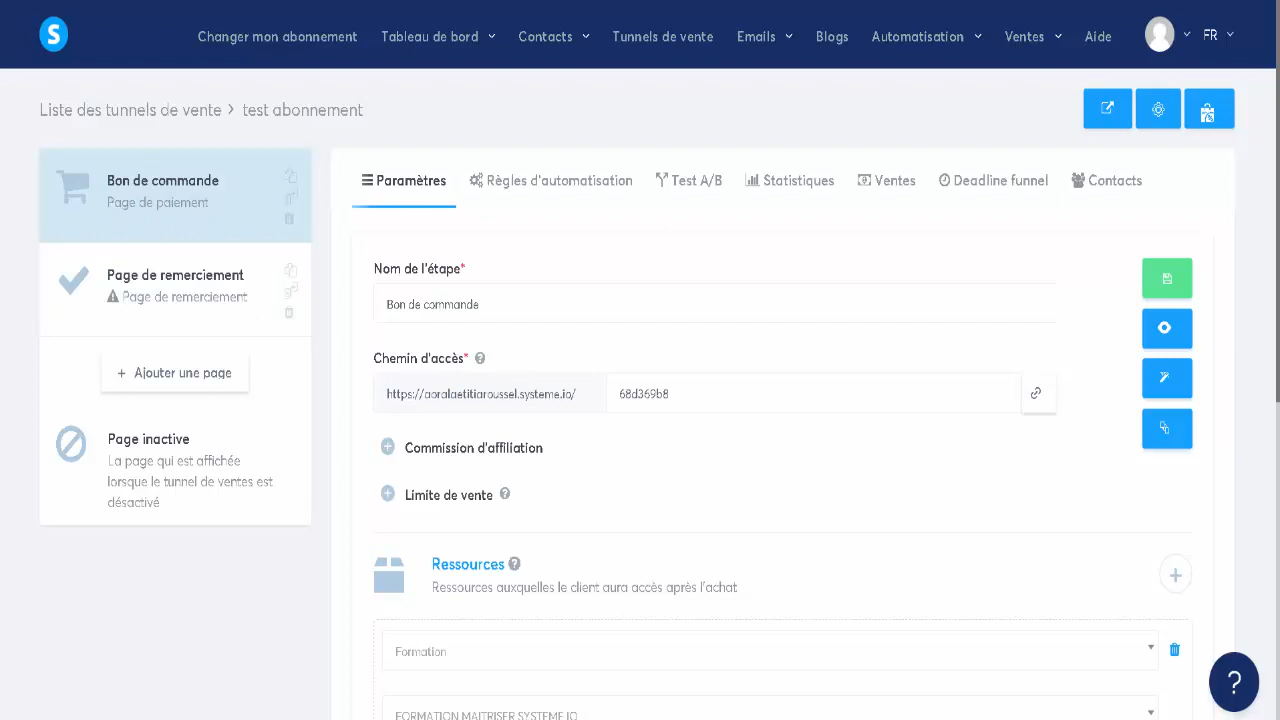 S
Changer mon abonnement Tableau de bord Contacts Tunnels de vente Emails Blogs Automatisation Ventes Aide FR
Liste des tunnels de vente > test abonnement
Bon de commande
Page de paiement
Page de remerciement
Page de remerciement
+ Ajouter une page
Page inactive
La page qui est affichée
lorsque le tunnel de ventes est
désactivé
Paramètres Règles d'automatisation Test A/B Statistiques Ventes Deadline funnel Contacts
Nom de l'étape*
Bon de commande
Chemin d'accès* ?
https://aoralaetitiaroussel.systeme.io/ 68d369b8
Commission d'affiliation
Limite de vente ?
Ressources ?
Ressources auxquelles le client aura accès après l'achat
Formation
FORMATION MAITRISER SYSTEME IO
?